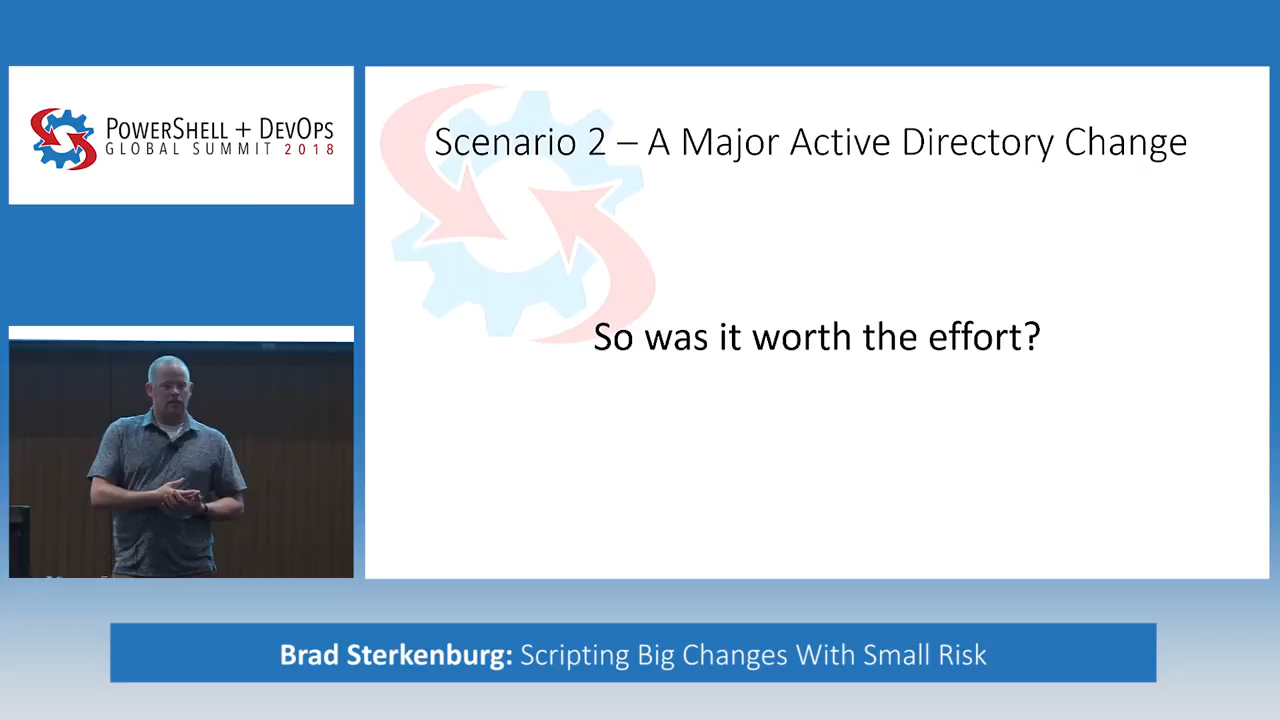 POWERSHELL + DEVOPS
GLOBAL SUMMIT 2018
Scenario 2 – A Major Active Directory Change
So was it worth the effort?
Brad Sterkenburg: Scripting Big Changes With Small Risk